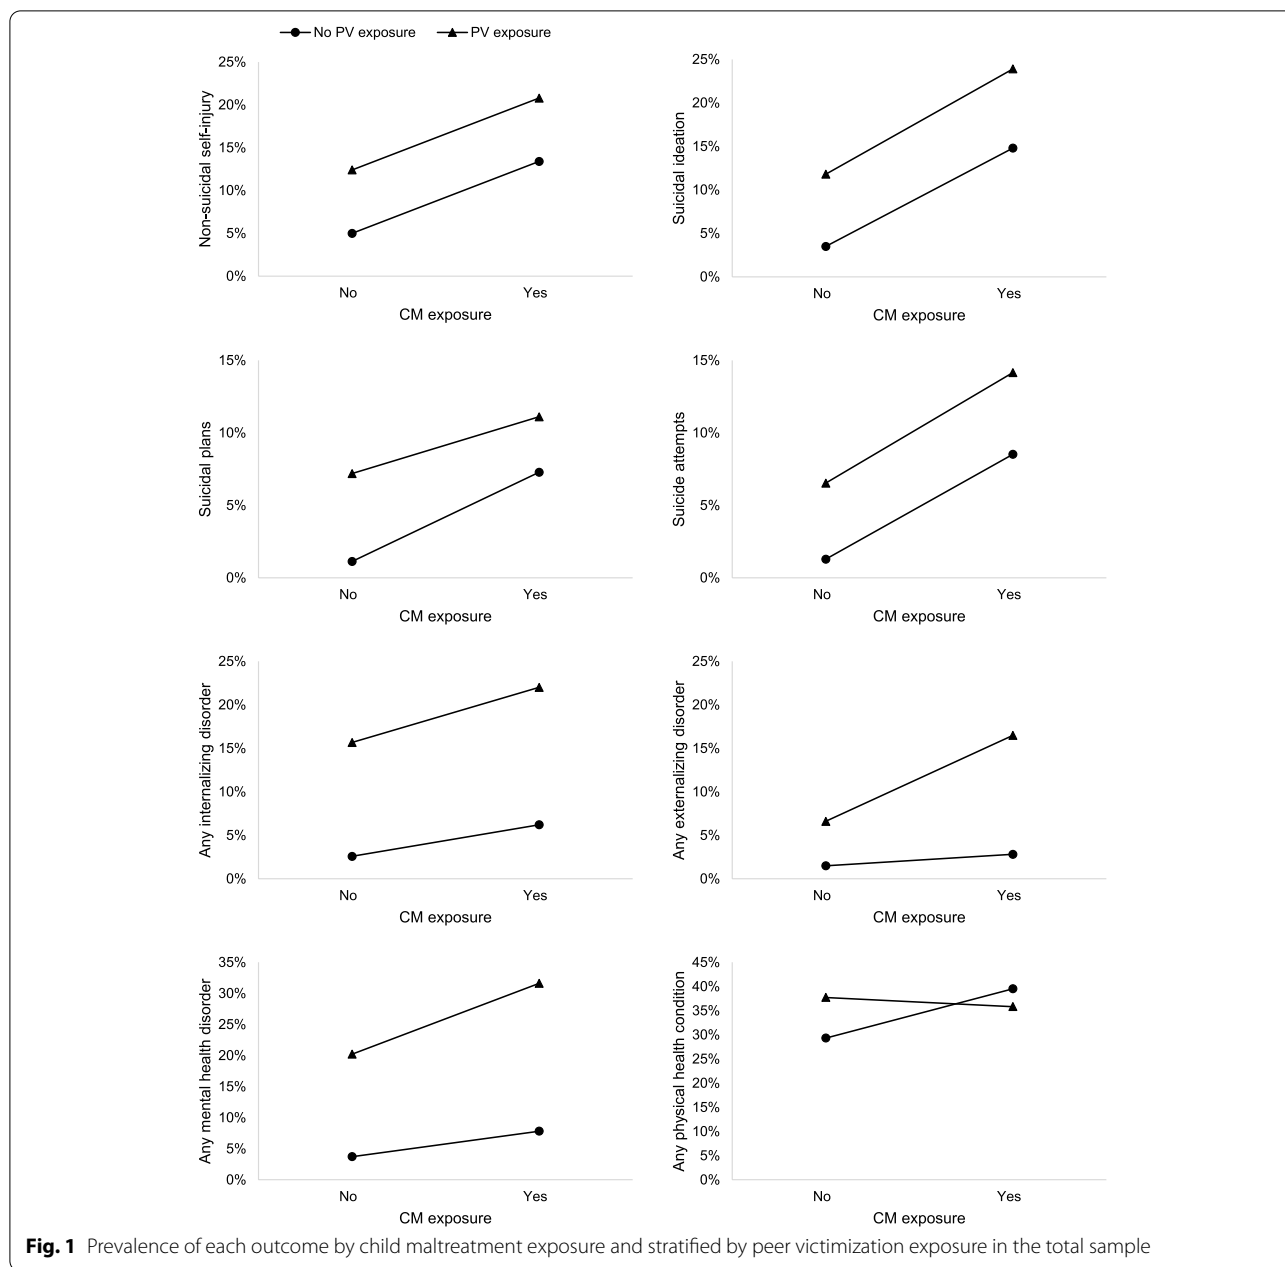 No PV exposure PV exposure
25%
20%
15%
10%
5%
0%
Non-suicidal self-injury
No Yes
CM exposure
25%
20%
15%
10%
5%
0%
Suicidal ideation
No Yes
CM exposure
15%
10%
5%
0%
Suicidal plans
No Yes
CM exposure
15%
10%
5%
0%
Suicide attempts
No Yes
CM exposure
25%
20%
15%
10%
5%
0%
Any internalizing disorder
No Yes
CM exposure
25%
20%
15%
10%
5%
0%
Any externalizing disorder
No Yes
CM exposure
35%
30%
25%
20%
15%
10%
5%
0%
Any mental health disorder
No Yes
CM exposure
45%
40%
35%
30%
25%
20%
15%
10%
5%
0%
Any physical health condition
No Yes
CM exposure
Fig. 1 Prevalence of each outcome by child maltreatment exposure and stratified by peer victimization exposure in the total sample